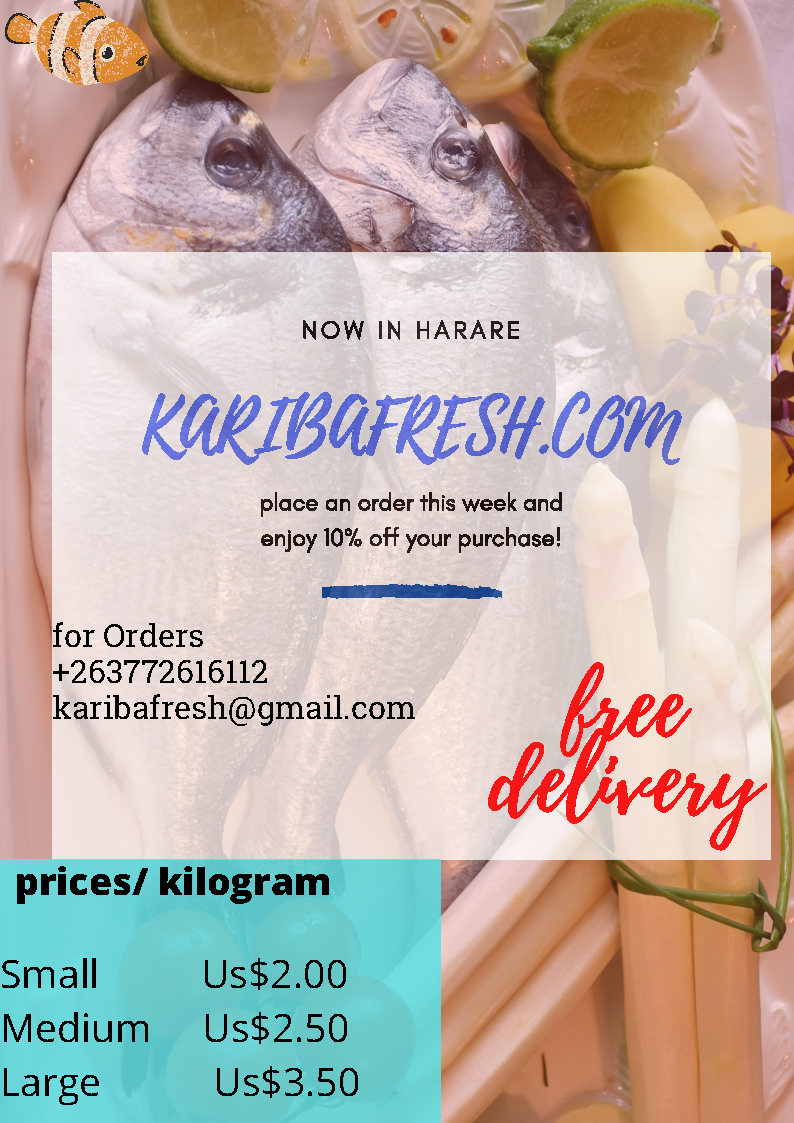 NOW IN HARARE
KARIBAFRESH.COM
place an order this week and
enjoy 10% off your purchase!
for Orders
+263772616112
karibafresh@gmail.com
free
delivery
prices/ kilogram
Small Us$2.00
Medium Us$2.50
Large Us$3.50